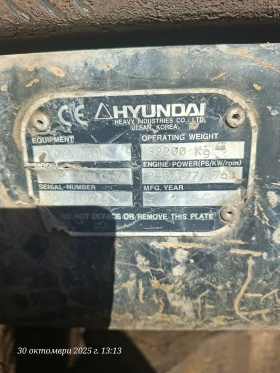 CE HYUNDAI
HEAVY INDUSTRIES CO., LTD.
ULSAN, KOREA.
EQUIPMENT OPERATING WEIGHT
KG
ENGINE POWER(PS/KW/rpm)
SERIAL-NUMBER MFG. YEAR
DO NOT DEFACE OR REMOVE THIS PLATE
30 октомври 2025 г. 13:13